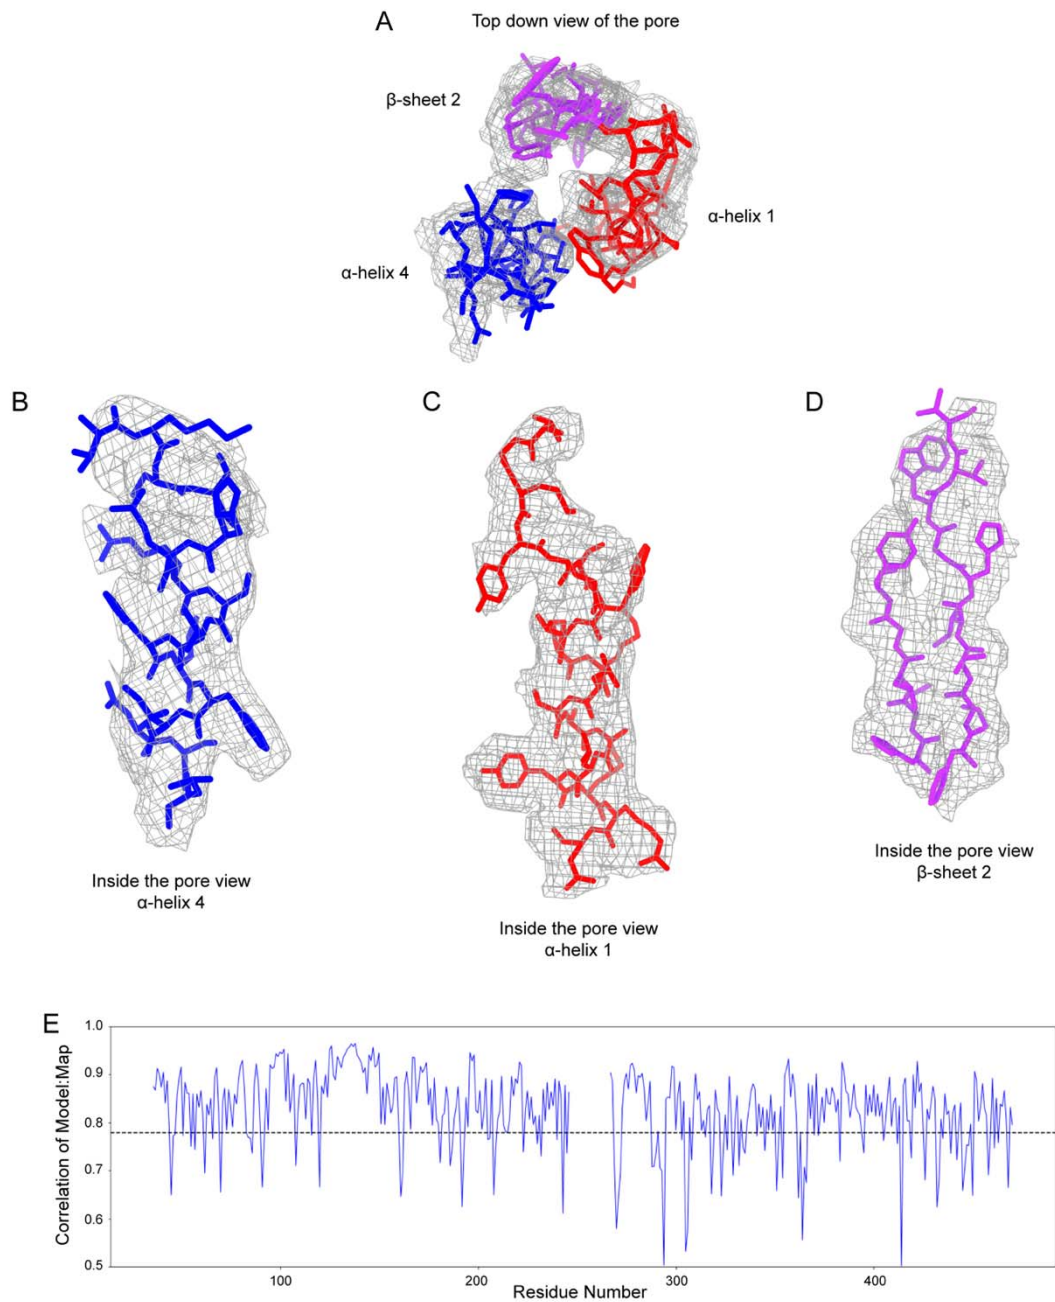 A
Top down view of the pore
β-sheet 2
α-helix 1
α-helix 4
B
C
D
Inside the pore view
α-helix 4
Inside the pore view
α-helix 1
Inside the pore view
β-sheet 2
E
Correlation of Model:Map
1.0
0.9
0.8
0.7
0.6
0.5
100
200
300
400
Residue Number